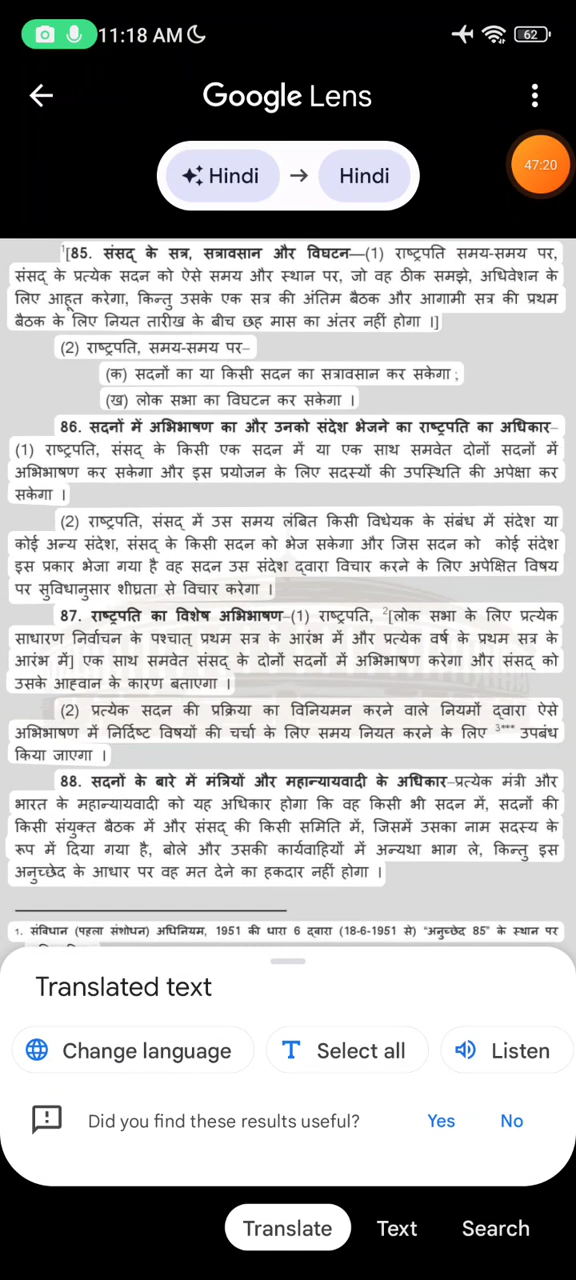 11:18 AM
62
Google Lens
Hindi → Hindi
47:20
¹[85. संसद् के सत्र, सत्रावसान और विघटन—(1) राष्ट्रपति समय-समय पर,
संसद् के प्रत्येक सदन को ऐसे समय और स्थान पर, जो वह ठीक समझे, अधिवेशन के
लिए आहूत करेगा, किन्तु उसके एक सत्र की अंतिम बैठक और आगामी सत्र की प्रथम
बैठक के लिए नियत तारीख के बीच छह मास का अंतर नहीं होगा ।]
(2) राष्ट्रपति, समय-समय पर–
(क) सदनों का या किसी सदन का सत्रावसान कर सकेगा ;
(ख) लोक सभा का विघटन कर सकेगा ।
86. सदनों में अभिभाषण का और उनको संदेश भेजने का राष्ट्रपति का अधिकार–
(1) राष्ट्रपति, संसद् के किसी एक सदन में या एक साथ समवेत दोनों सदनों में
अभिभाषण कर सकेगा और इस प्रयोजन के लिए सदस्यों की उपस्थिति की अपेक्षा कर
सकेगा ।
(2) राष्ट्रपति, संसद् में उस समय लंबित किसी विधेयक के संबंध में संदेश या
कोई अन्य संदेश, संसद् के किसी सदन को भेज सकेगा और जिस सदन को कोई संदेश
इस प्रकार भेजा गया है वह सदन उस संदेश द्वारा विचार करने के लिए अपेक्षित विषय
पर सुविधानुसार शीघ्रता से विचार करेगा ।
87. राष्ट्रपति का विशेष अभिभाषण–(1) राष्ट्रपति, ²[लोक सभा के लिए प्रत्येक
साधारण निर्वाचन के पश्चात् प्रथम सत्र के आरंभ में और प्रत्येक वर्ष के प्रथम सत्र के
आरंभ में] एक साथ समवेत संसद् के दोनों सदनों में अभिभाषण करेगा और संसद् को
उसके आह्वान के कारण बताएगा ।
(2) प्रत्येक सदन की प्रक्रिया का विनियमन करने वाले नियमों द्वारा ऐसे
अभिभाषण में निर्दिष्ट विषयों की चर्चा के लिए समय नियत करने के लिए ³*** उपबंध
किया जाएगा ।
88. सदनों के बारे में मंत्रियों और महान्यायवादी के अधिकार–प्रत्येक मंत्री और
भारत के महान्यायवादी को यह अधिकार होगा कि वह किसी भी सदन में, सदनों की
किसी संयुक्त बैठक में और संसद् की किसी समिति में, जिसमें उसका नाम सदस्य के
रूप में दिया गया है, बोले और उसकी कार्यवाहियों में अन्यथा भाग ले, किन्तु इस
अनुच्छेद के आधार पर वह मत देने का हकदार नहीं होगा ।
1. संविधान (पहला संशोधन) अधिनियम, 1951 की धारा 6 द्वारा (18-6-1951 से) "अनुच्छेद 85" के स्थान पर
Translated text
Change language
Select all
Listen
Did you find these results useful?
Yes
No
Translate
Text
Search